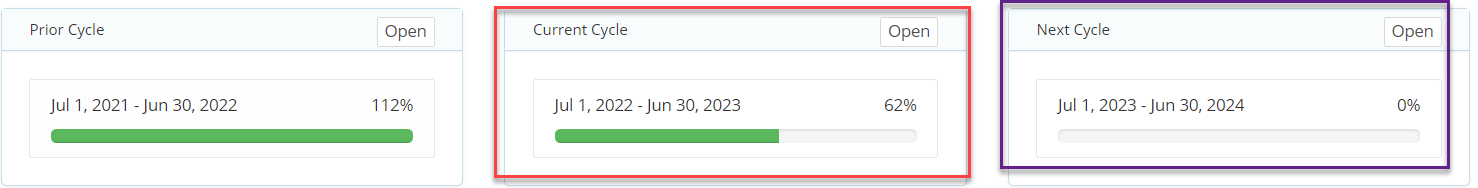 Prior Cycle Open
Jul 1, 2021 - Jun 30, 2022 112%
Current Cycle Open
Jul 1, 2022 - Jun 30, 2023 62%
Next Cycle Open
Jul 1, 2023 - Jun 30, 2024 0%